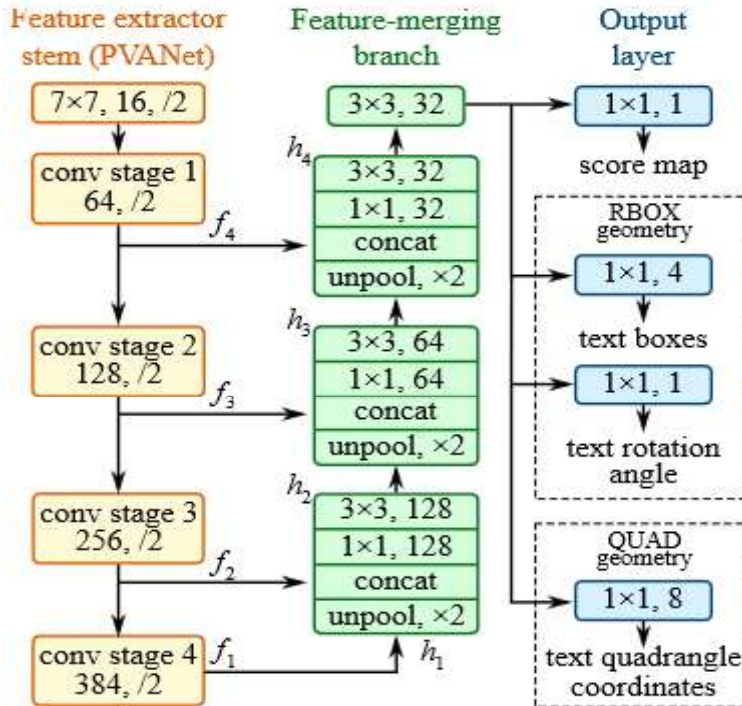 Feature extractor
stem (PVANet)
7×7, 16, /2
conv stage 1
64, /2
f₄
conv stage 2
128, /2
f₃
conv stage 3
256, /2
f₂
conv stage 4
384, /2
f₁
Feature-merging
branch
3×3, 32
h₄
3×3, 32
1×1, 32
concat
unpool, ×2
h₃
3×3, 64
1×1, 64
concat
unpool, ×2
h₂
3×3, 128
1×1, 128
concat
unpool, ×2
h₁
Output
layer
1×1, 1
score map
RBOX
geometry
1×1, 4
text boxes
1×1, 1
text rotation
angle
QUAD
geometry
1×1, 8
text quadrangle
coordinates